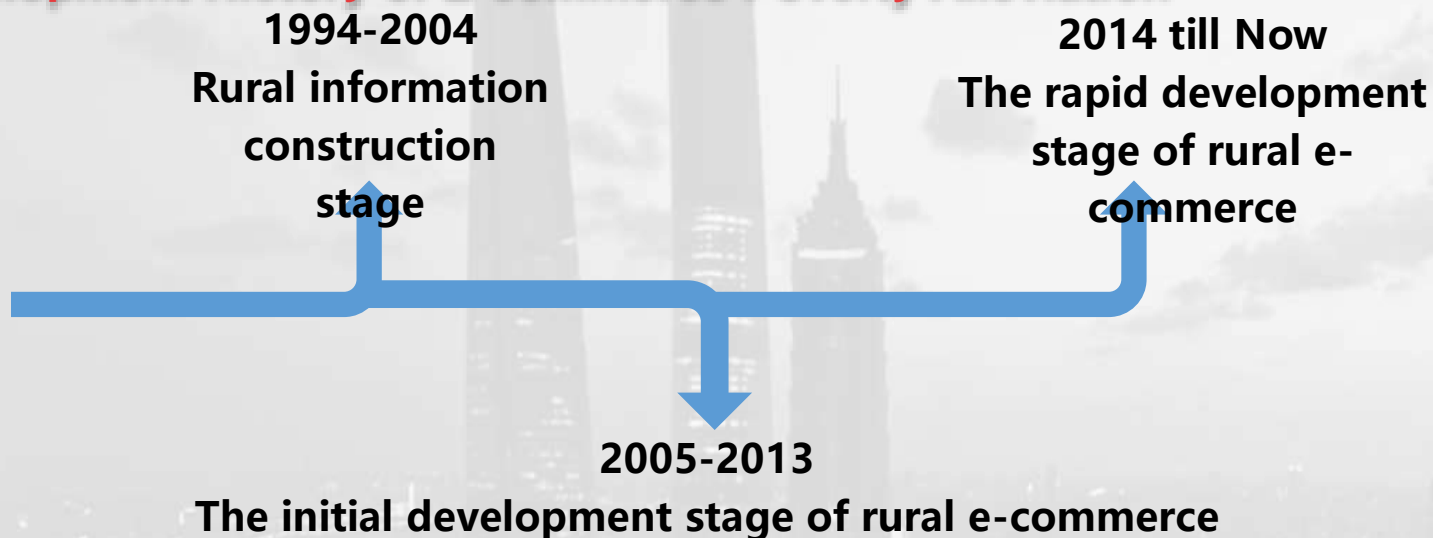 1994-2004
Rural information
construction
stage
2014 till Now
The rapid development
stage of rural e-
commerce
2005-2013
The initial development stage of rural e-commerce